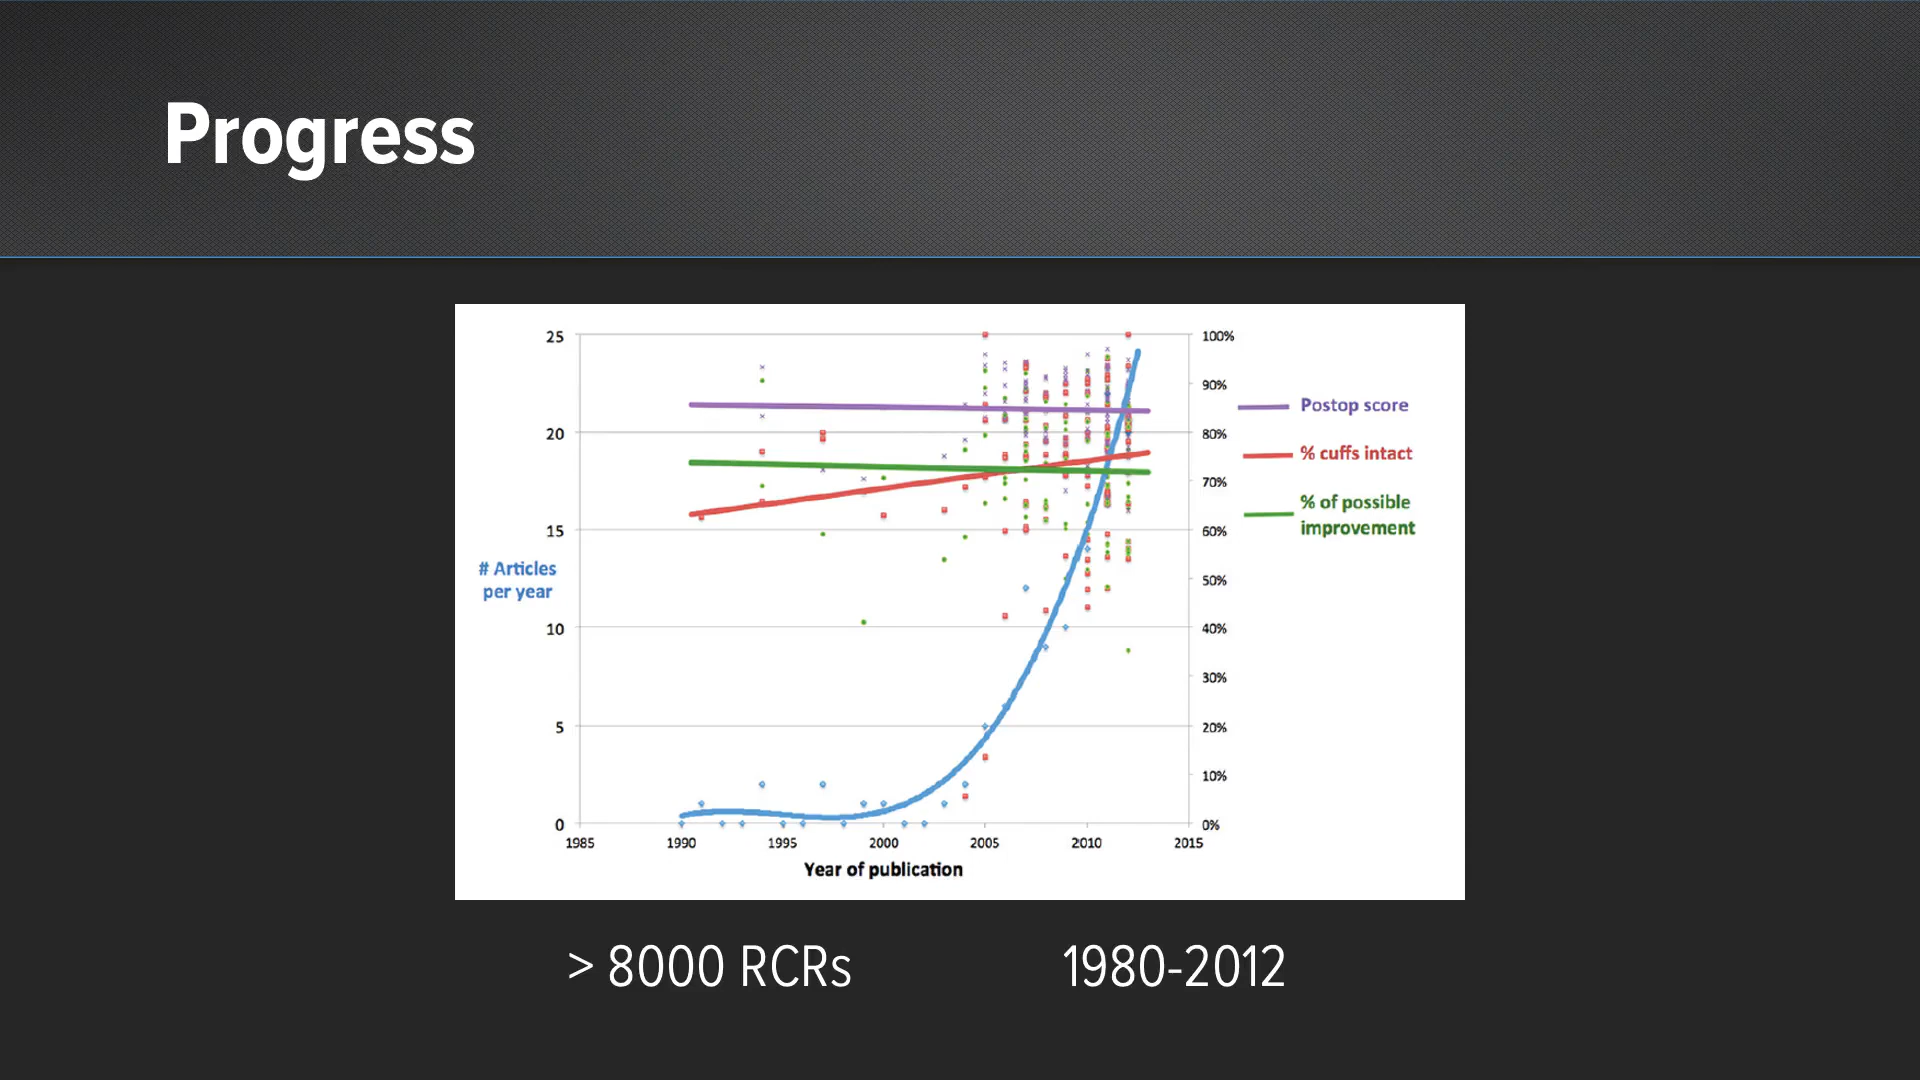 Progress
25
20
15
10
5
0
# Articles
per year
1985 1990 1995 2000 2005 2010 2015
Year of publication
100%
90%
80%
70%
60%
50%
40%
30%
20%
10%
0%
Postop score
% cuffs intact
% of possible
improvement
> 8000 RCRs
1980-2012